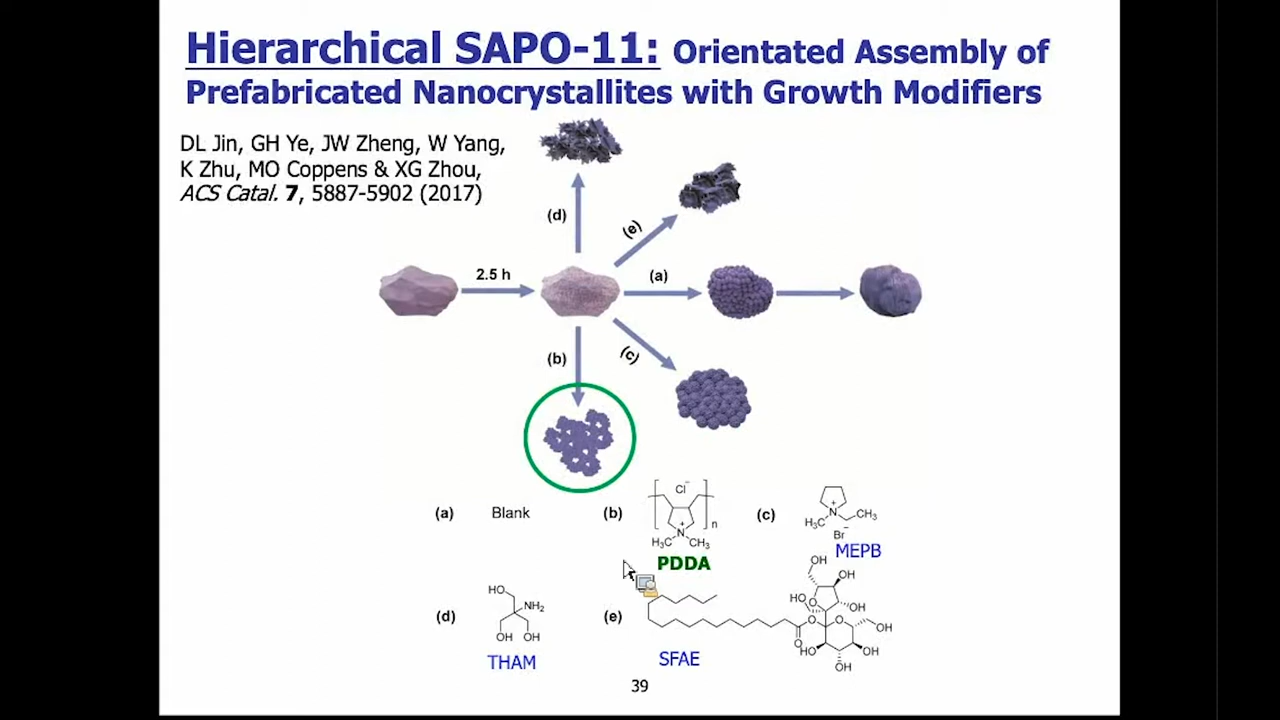 Hierarchical SAPO-11: Orientated Assembly of
Prefabricated Nanocrystallites with Growth Modifiers
DL Jin, GH Ye, JW Zheng, W Yang,
K Zhu, MO Coppens & XG Zhou,
ACS Catal. 7, 5887-5902 (2017)
(d)
(e)
2.5 h
(a)
(b)
(c)
(a) Blank
(b)
Cl-
n
N+
H3C CH3
PDDA
(c)
N+
H3C CH3
Br-
MEPB
(d)
HO
NH2
OH OH
THAM
(e)
O
O
SFAE
OH
OH
HO
O
OH
O
OH
HO
OH
OH
39